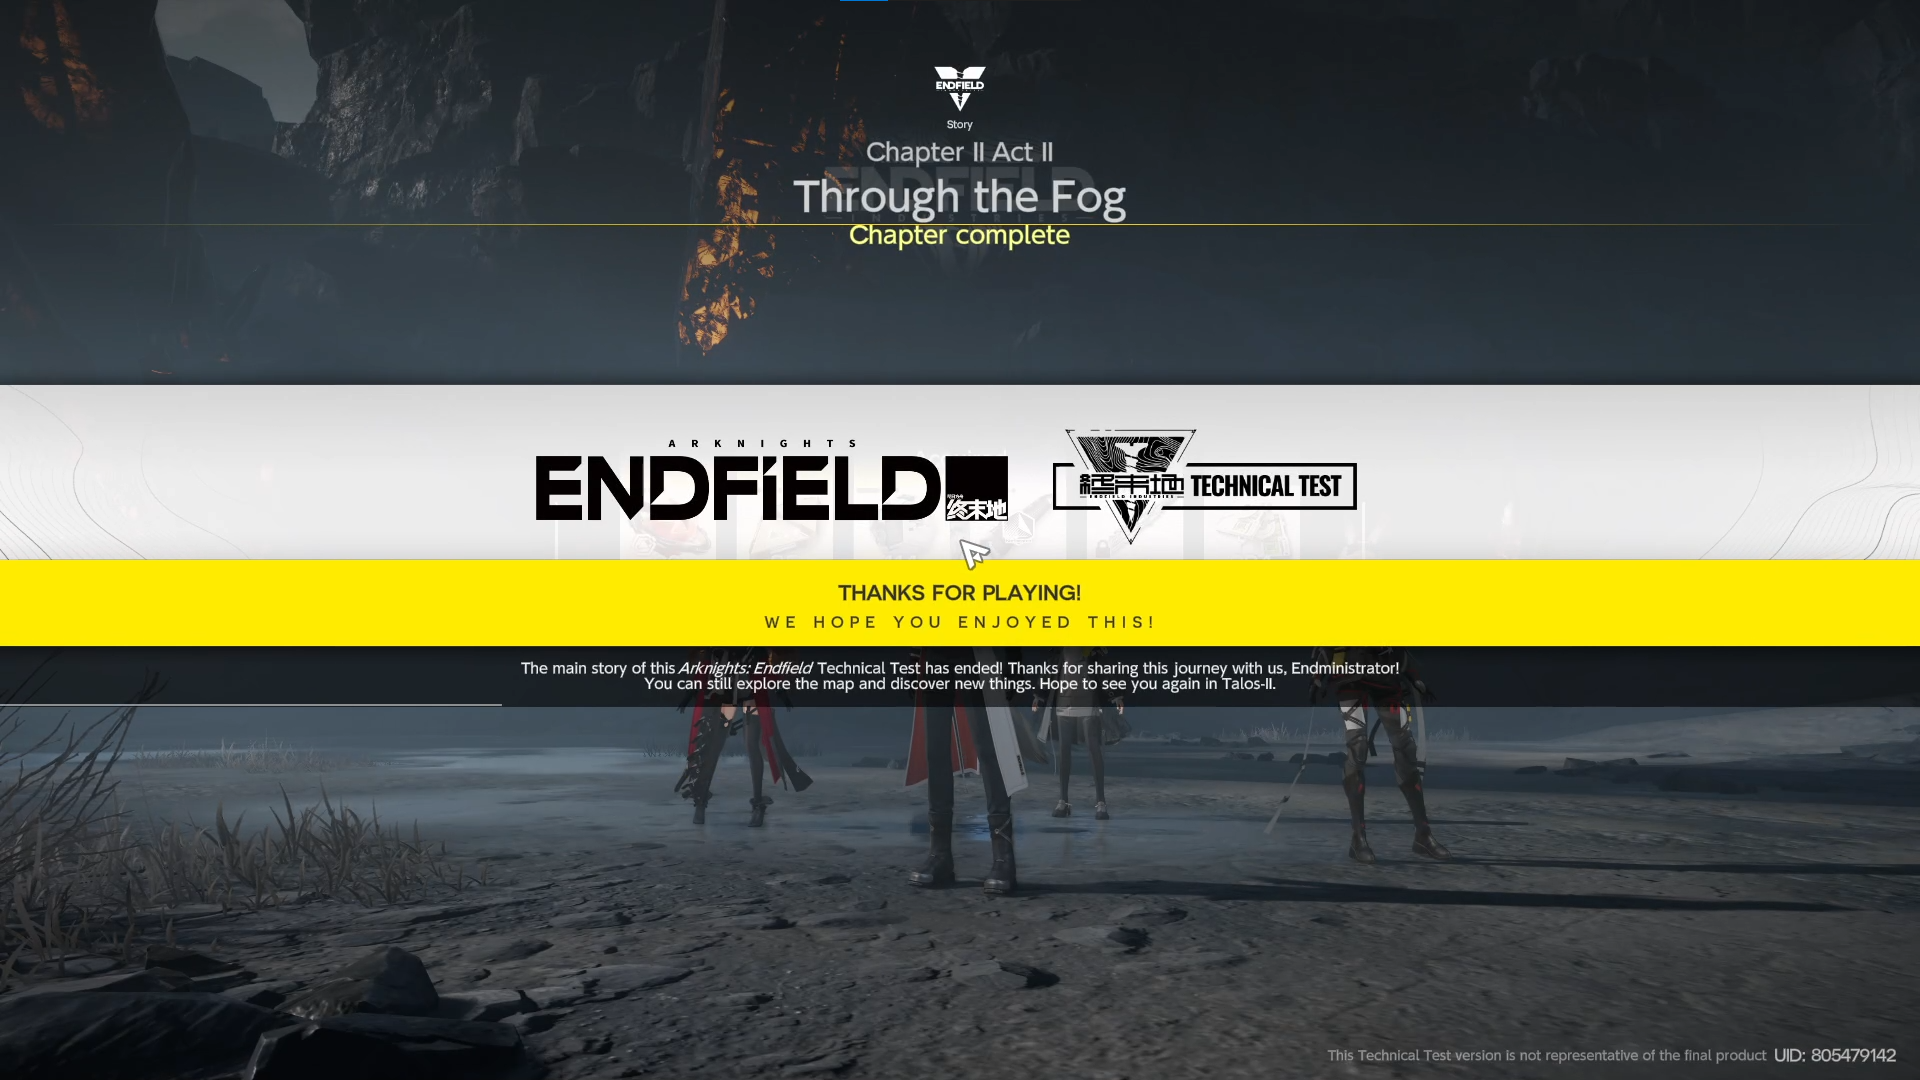 ENDFIELD
Story
Chapter II Act II
Through the Fog
Chapter complete
ARKNIGHTS
ENDFIELD
终末地
終末地
ENDFIELD INDUSTRIES
TECHNICAL TEST
THANKS FOR PLAYING!
WE HOPE YOU ENJOYED THIS!
The main story of this Arknights: Endfield Technical Test has ended! Thanks for sharing this journey with us, Endministrator!
You can still explore the map and discover new things. Hope to see you again in Talos-II.
This Technical Test version is not representative of the final product UID: 805479142